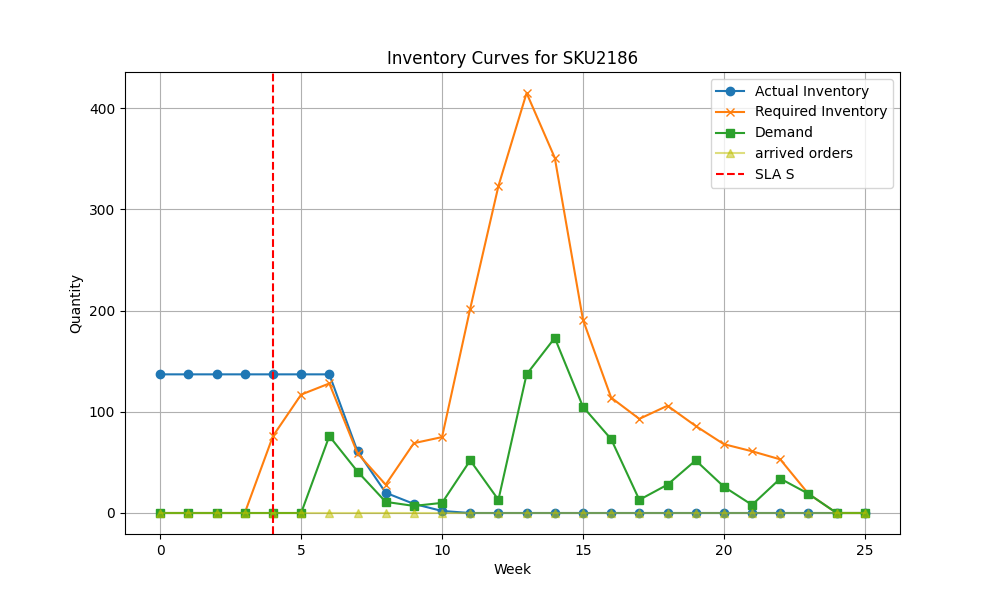 Inventory Curves for SKU2186
Actual Inventory
Required Inventory
Demand
arrived orders
SLA S
Quantity
400
300
200
100
0
0 5 10 15 20 25
Week